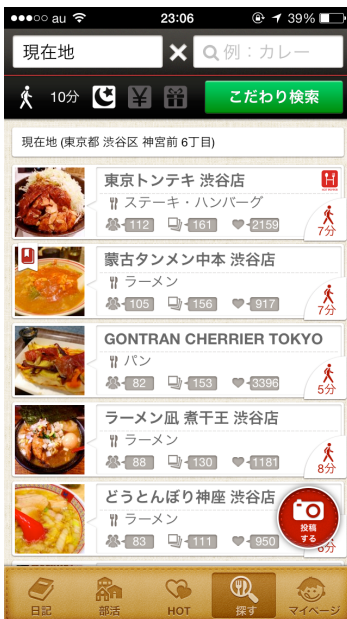 au 23:06 39%
現在地 例：カレー
10分 こだわり検索
現在地 (東京都 渋谷区 神宮前 6丁目)
東京トンテキ 渋谷店
ステーキ・ハンバーグ
112 161 2159
7分
蒙古タンメン中本 渋谷店
ラーメン
105 156 917
7分
GONTRAN CHERRIER TOKYO
パン
82 153 3396
5分
ラーメン凪 煮干王 渋谷店
ラーメン
88 130 1181
8分
どうとんぼり神座 渋谷店
ラーメン
83 111 950
投稿
する
日記 部活 HOT 探す マイページ